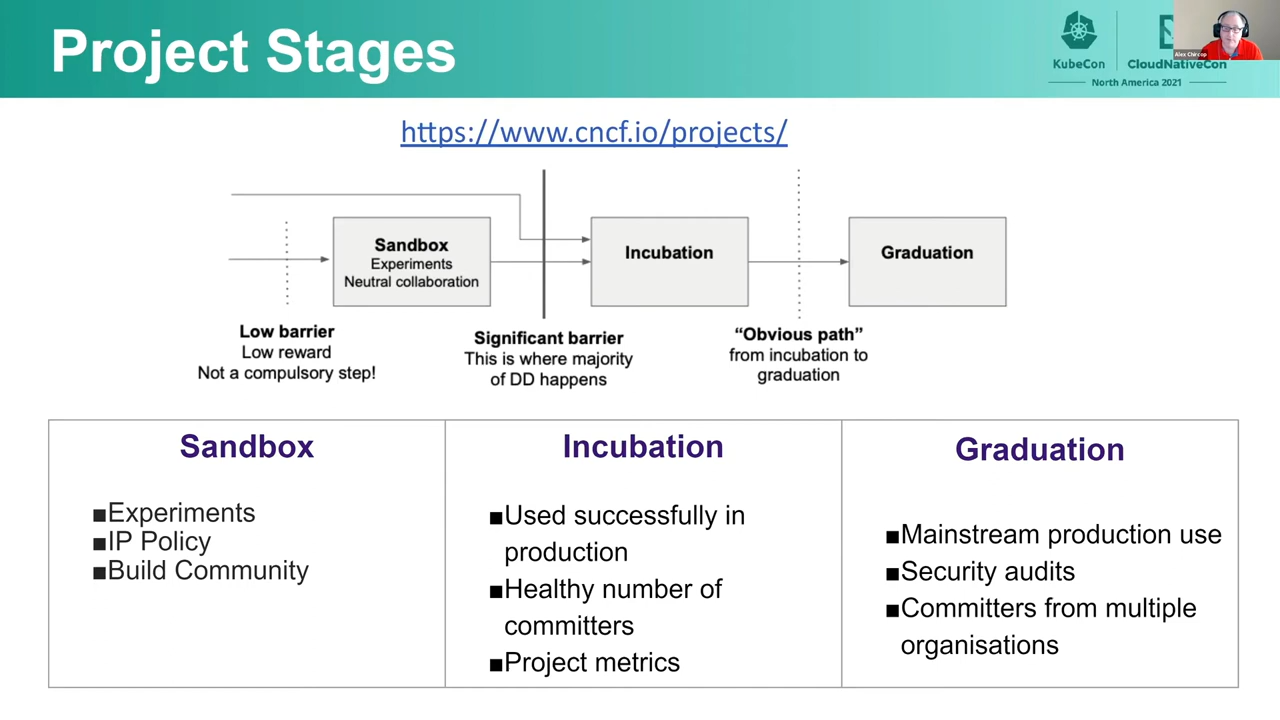 Project Stages
KubeCon
CloudNativeCon
North America 2021
Alex Chircop
https://www.cncf.io/projects/
Sandbox
Experiments
Neutral collaboration
Incubation
Graduation
Low barrier
Low reward
Not a compulsory step!
Significant barrier
This is where majority
of DD happens
“Obvious path”
from incubation to
graduation
Sandbox
■Experiments
■IP Policy
■Build Community
Incubation
■Used successfully in
production
■Healthy number of
committers
■Project metrics
Graduation
■Mainstream production use
■Security audits
■Committers from multiple
organisations